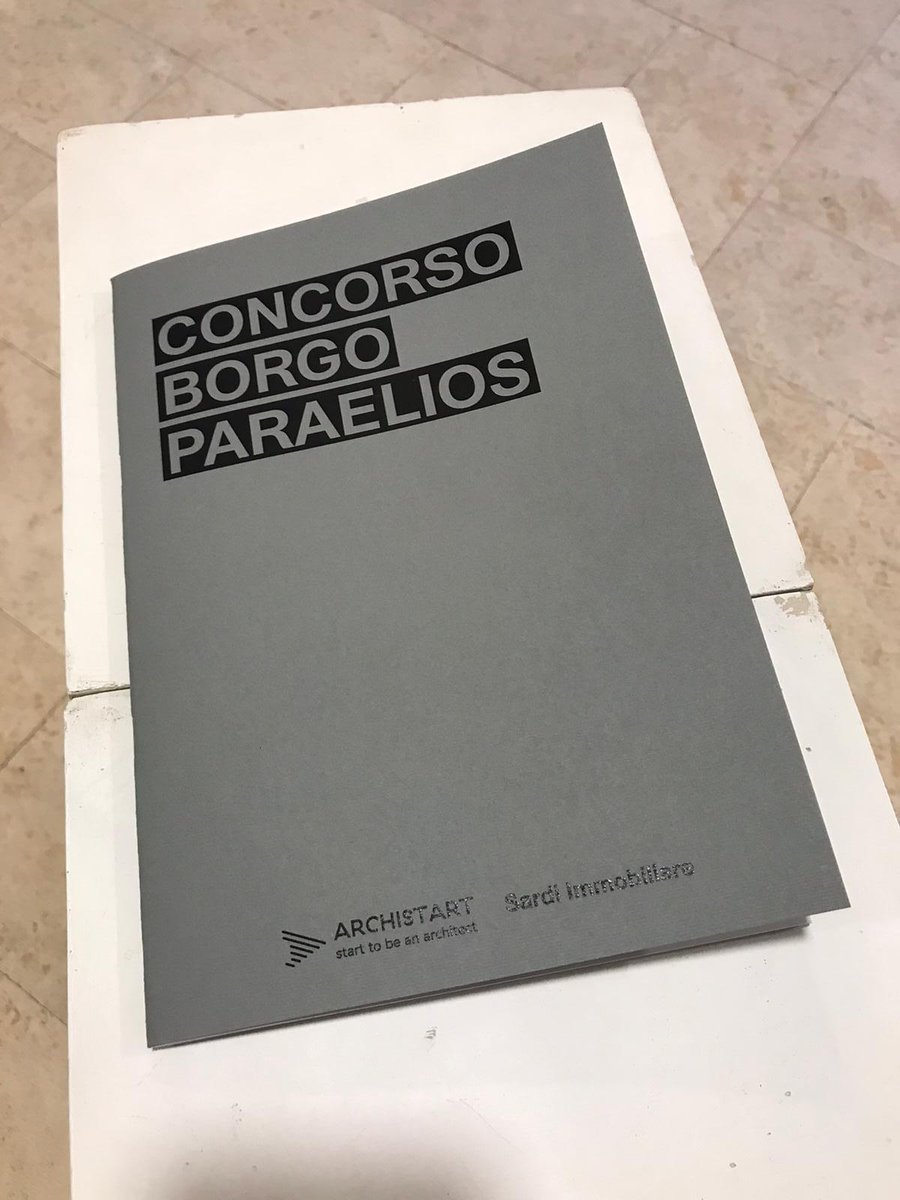 CONCORSO
BORGO
PARAELIOS
ARCHISTART
start to be an architect
Sardi Immobiliare